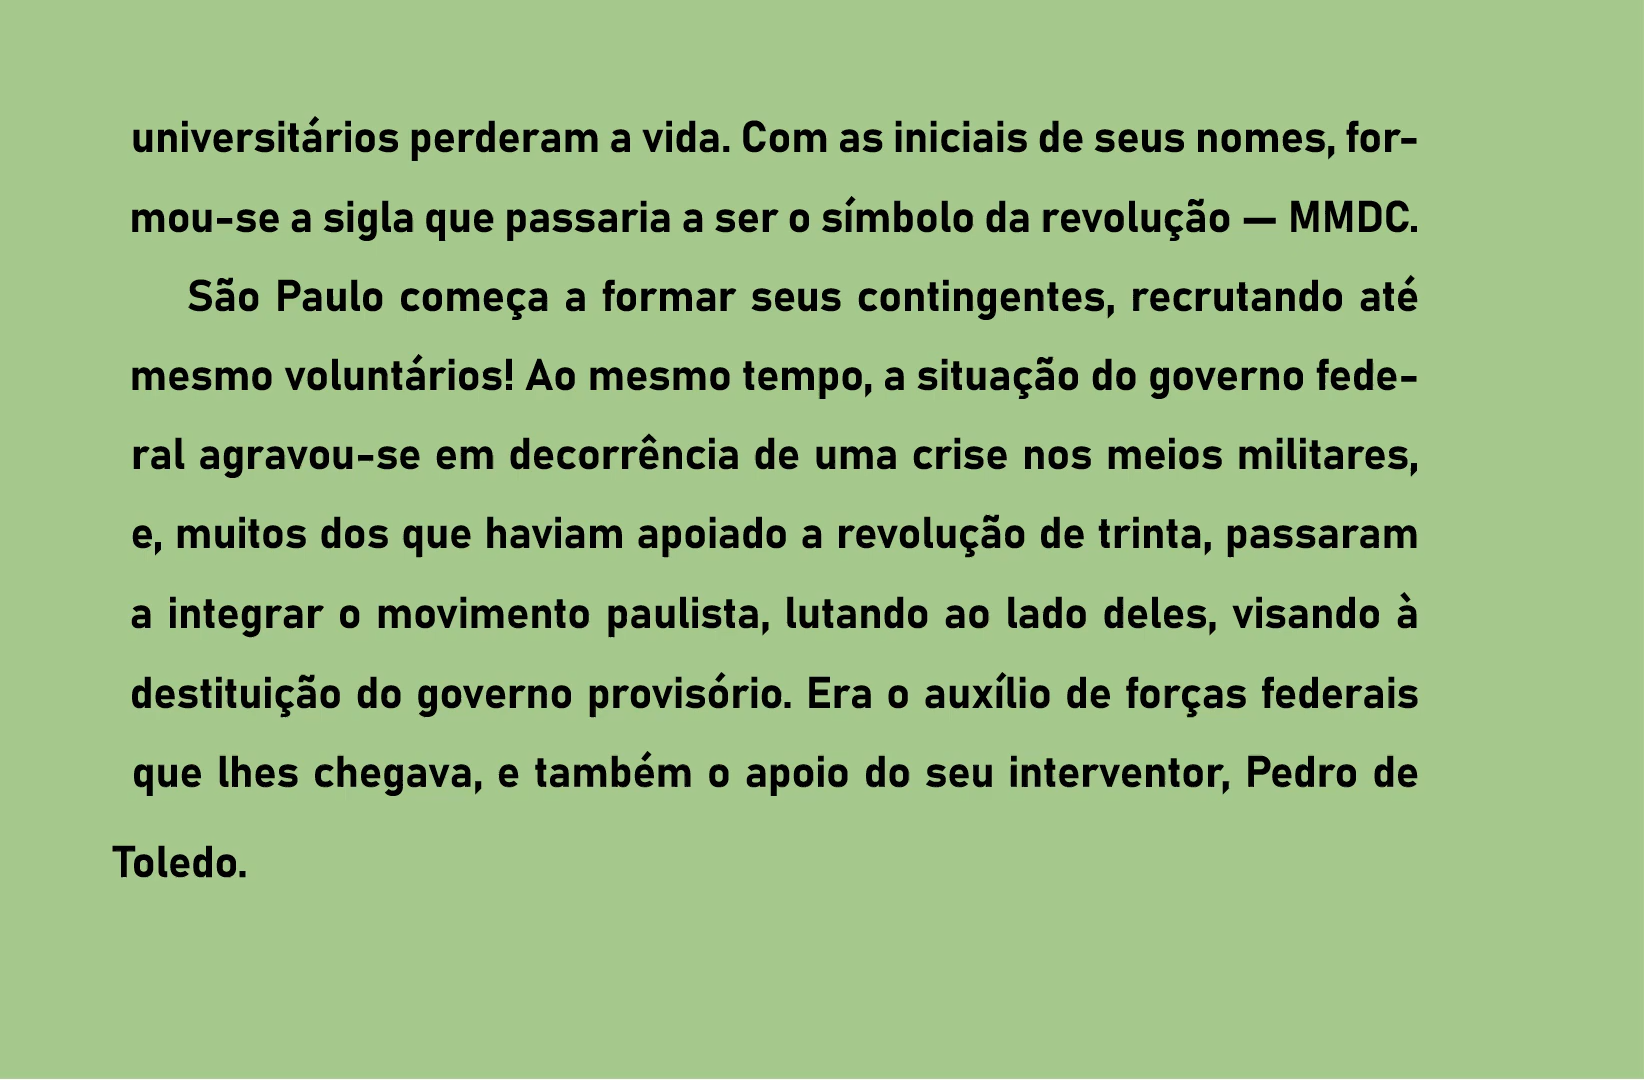 universitários perderam a vida. Com as iniciais de seus nomes, for-
mou-se a sigla que passaria a ser o símbolo da revolução — MMDC.
São Paulo começa a formar seus contingentes, recrutando até
mesmo voluntários! Ao mesmo tempo, a situação do governo fede-
ral agravou-se em decorrência de uma crise nos meios militares,
e, muitos dos que haviam apoiado a revolução de trinta, passaram
a integrar o movimento paulista, lutando ao lado deles, visando à
destituição do governo provisório. Era o auxílio de forças federais
que lhes chegava, e também o apoio do seu interventor, Pedro de
Toledo.